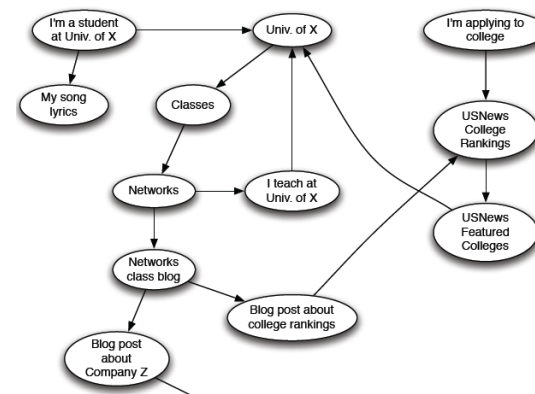 I'm a student
at Univ. of X
Univ. of X
I'm applying to
college
My song
lyrics
Classes
USNews
College
Rankings
Networks
I teach at
Univ. of X
USNews
Featured
Colleges
Networks
class blog
Blog post about
college rankings
Blog post
about
Company Z